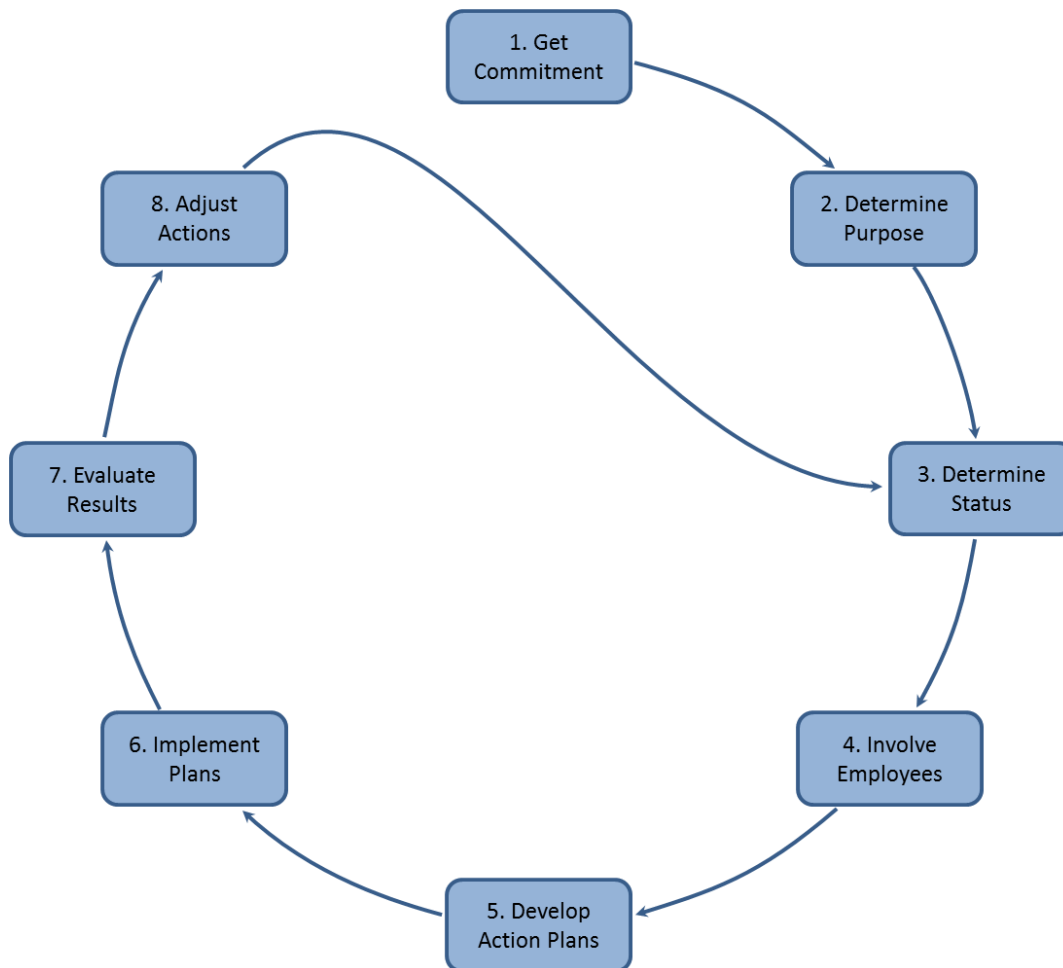 1. Get
Commitment
2. Determine
Purpose
3. Determine
Status
4. Involve
Employees
5. Develop
Action Plans
6. Implement
Plans
7. Evaluate
Results
8. Adjust
Actions